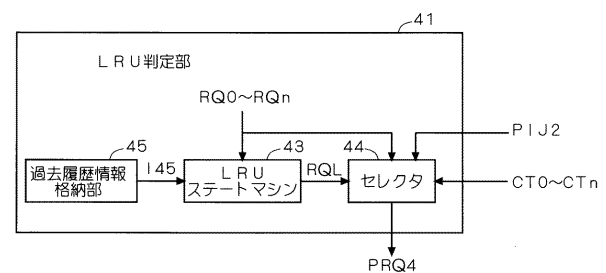 41
LRU判定部
RQ0～RQn
45
43
44
PIJ2
過去履歴情報
格納部
I45
LRU
ステートマシン
RQL
セレクタ
CT0～CTn
PRQ4